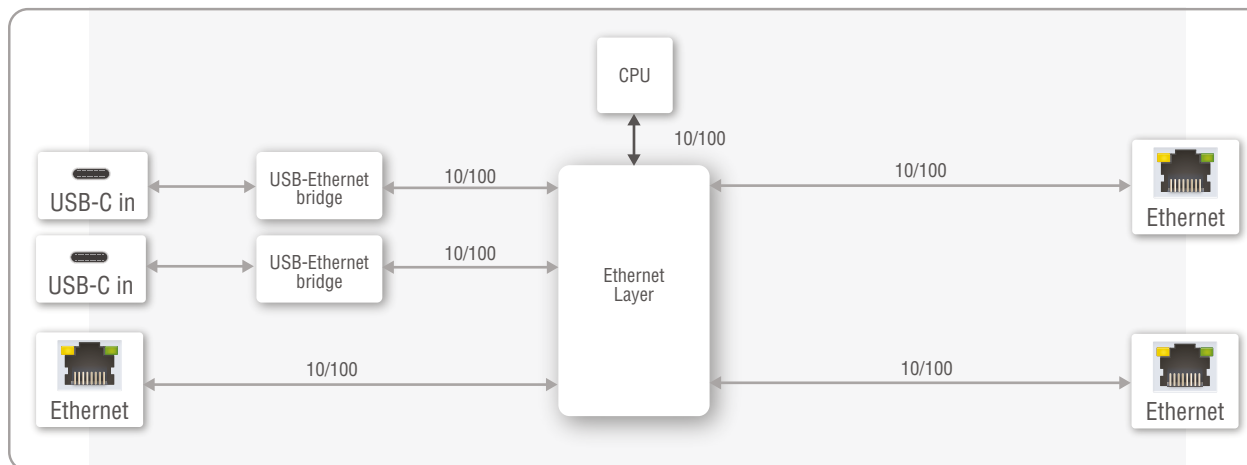 CPU
10/100
USB-C in
USB-Ethernet
bridge
10/100
10/100
Ethernet
USB-C in
USB-Ethernet
bridge
10/100
Ethernet
Layer
Ethernet
10/100
10/100
Ethernet